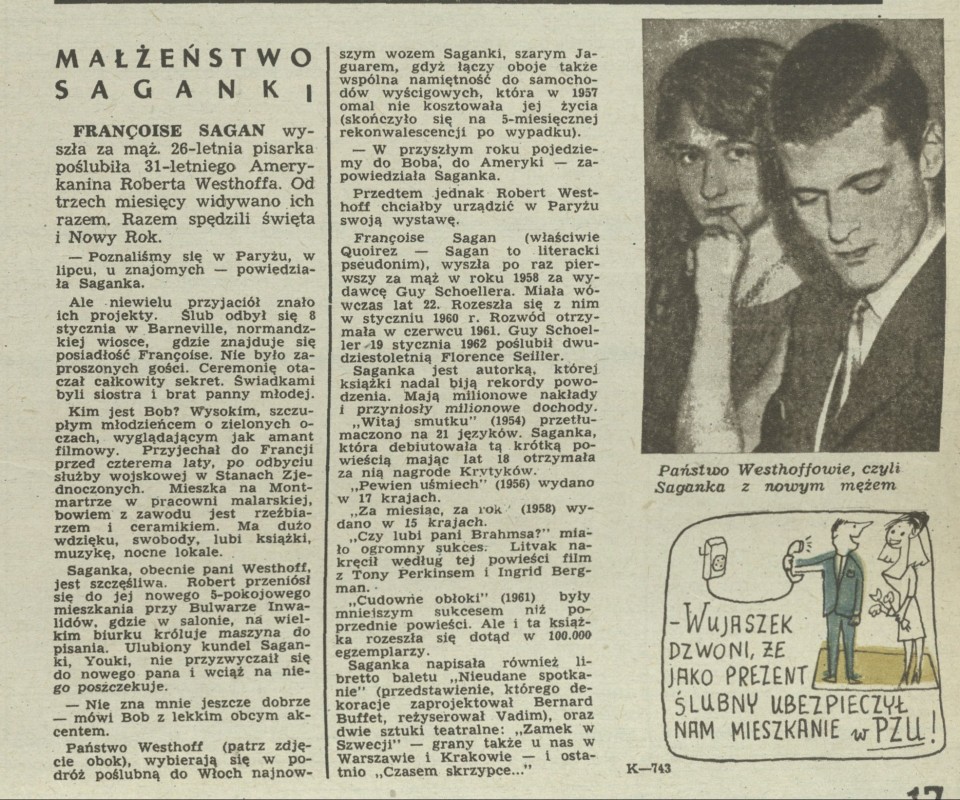 MAŁŻEŃSTWO
SAGANKI
FRANÇOISE SAGAN wy-
szła za mąż. 26-letnia pisarka
poślubiła 31-letniego Amery-
kanina Roberta Westhoffa. Od
trzech miesięcy widywano ich
razem. Razem spędzili święta
i Nowy Rok.
— Poznaliśmy się w Paryżu, w
lipcu, u znajomych — powiedzia-
ła Saganka.
Ale niewielu przyjaciół znało
ich projekty. Ślub odbył się 8
stycznia w Barneville, normandz-
kiej wiosce, gdzie znajduje się
posiadłość Françoise. Nie było za-
proszonych gości. Ceremonię ota-
czał całkowity sekret. Świadkami
byli siostra i brat panny młodej.
Kim jest Bob? Wysokim, szczu-
płym młodzieńcem o zielonych o-
czach, wyglądającym jak amant
filmowy. Przyjechał do Francji
przed czterema laty, po odbyciu
służby wojskowej w Stanach Zje-
dnoczonych. Mieszka na Mont-
martrze w pracowni malarskiej,
bowiem z zawodu jest rzeźbia-
rzem i ceramikiem. Ma dużo
wdzięku, swobody, lubi książki,
muzykę, nocne lokale.
Saganka, obecnie pani Westhoff,
jest szczęśliwa. Robert przeniósł
się do jej nowego 5-pokojowego
mieszkania przy Bulwarze Inwa-
lidów, gdzie w salonie, na wiel-
kim biurku króluje maszyna do
pisania. Ulubiony kundel Sagan-
ki, Youki, nie przyzwyczaił się
do nowego pana i wciąż na nie-
go poszczekuje.
— Nie zna mnie jeszcze dobrze
— mówi Bob z lekkim obcym ak-
centem.
Państwo Westhoff (patrz zdję-
cie obok), wybierają się w po-
dróż poślubną do Włoch najnow-
szym wozem Saganki, szarym Ja-
guarem, gdyż łączy oboje także
wspólna namiętność do samocho-
dów wyścigowych, która w 1957
omal nie kosztowała jej życia
(skończyło się na 5-miesięcznej
rekonwalescencji po wypadku).
— W przyszłym roku pojedzie-
my do Boba, do Ameryki — za-
powiedziała Saganka.
Przedtem jednak Robert West-
hoff chciałby urządzić w Paryżu
swoją wystawę.
Françoise Sagan (właściwie
Quoirez — Sagan to literacki
pseudonim), wyszła po raz pier-
wszy za mąż w roku 1958 za wy-
dawcę Guy Schoellera. Miała wó-
wczas lat 22. Rozeszła się z nim
w styczniu 1960 r. Rozwód otrzy-
mała w czerwcu 1961. Guy Schoel-
ler 19 stycznia 1962 poślubił dwu-
dziestoletnią Florence Seiller.
Saganka jest autorką, której
książki nadal biją rekordy powo-
dzenia. Mają milionowe nakłady
i przyniosły milionowe dochody.
„Witaj smutku" (1954) przetłu-
maczono na 21 języków. Saganka,
która debiutowała tą krótką po-
wieścią mając lat 18 otrzymała
za nią nagrode Krytyków.
„Pewien uśmiech" (1956) wydano
w 17 krajach.
„Za miesiąc, za rok" (1958) wy-
dano w 15 krajach.
„Czy lubi pani Brahmsa?" mia-
ło ogromny sukces. Litvak na-
kręcił według tej powieści film
z Tony Perkinsem i Ingrid Berg-
man.
„Cudowne obłoki" (1961) były
mniejszym sukcesem niż po-
przednie powieści. Ale i ta książ-
ka rozeszła się dotąd w 100.000
egzemplarzy.
Saganka napisała również li-
bretto baletu „Nieudane spotka-
nie" (przedstawienie, którego de-
koracje zaprojektował Bernard
Buffet, reżyserował Vadim), oraz
dwie sztuki teatralne: „Zamek w
Szwecji" — grany także u nas w
Warszawie i Krakowie — i osta-
tnio „Czasem skrzypce..."
Państwo Westhoffowie, czyli
Saganka z nowym mężem
-WUJASZEK
DZWONI, ŻE
JAKO PREZENT
ŚLUBNY UBEZPIECZYŁ
NAM MIESZKANIE w PZU!
K—743
17